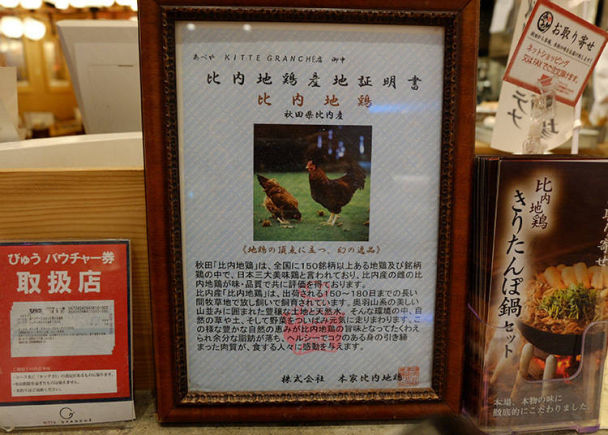 あべや KITTE GRANCHE店 御中
比内地鶏産地証明書
比内地鶏
秋田県比内産
《地鶏の頂点に立つ、幻の逸品》
秋田「比内地鶏」は、全国に150銘柄以上ある地鶏及び銘柄
鶏の中で、日本三大美味鶏と言われており、比内産の雌の比
内地鶏が味・品質で共に評価を得ております。
比内産「比内地鶏」は、出荷される150〜180日までの長い
間牧草地で放し飼いで飼育されています。奥羽山系の美しい
山並みに囲まれた豊穣な土地と天然水。そんな環境の中、自
然の草や土、そして野菜をついばみ元気に走りまわります。こ
の様な豊かな自然の恵みが比内地鶏の旨味となってたくわえ
られ余分な脂肪が落ち、ヘルシーでコクのある身の引き締
まった肉質が、食する人々に感動を与えます。
株式会社 本家比内地鶏
びゅう バウチャー券
取扱店
KITTE GRANCHÉ
お取り寄せ
ネットショッピング
比内地鶏
きりたんぽ鍋セット
本場、本物の味に
徹底的にこだわりました。